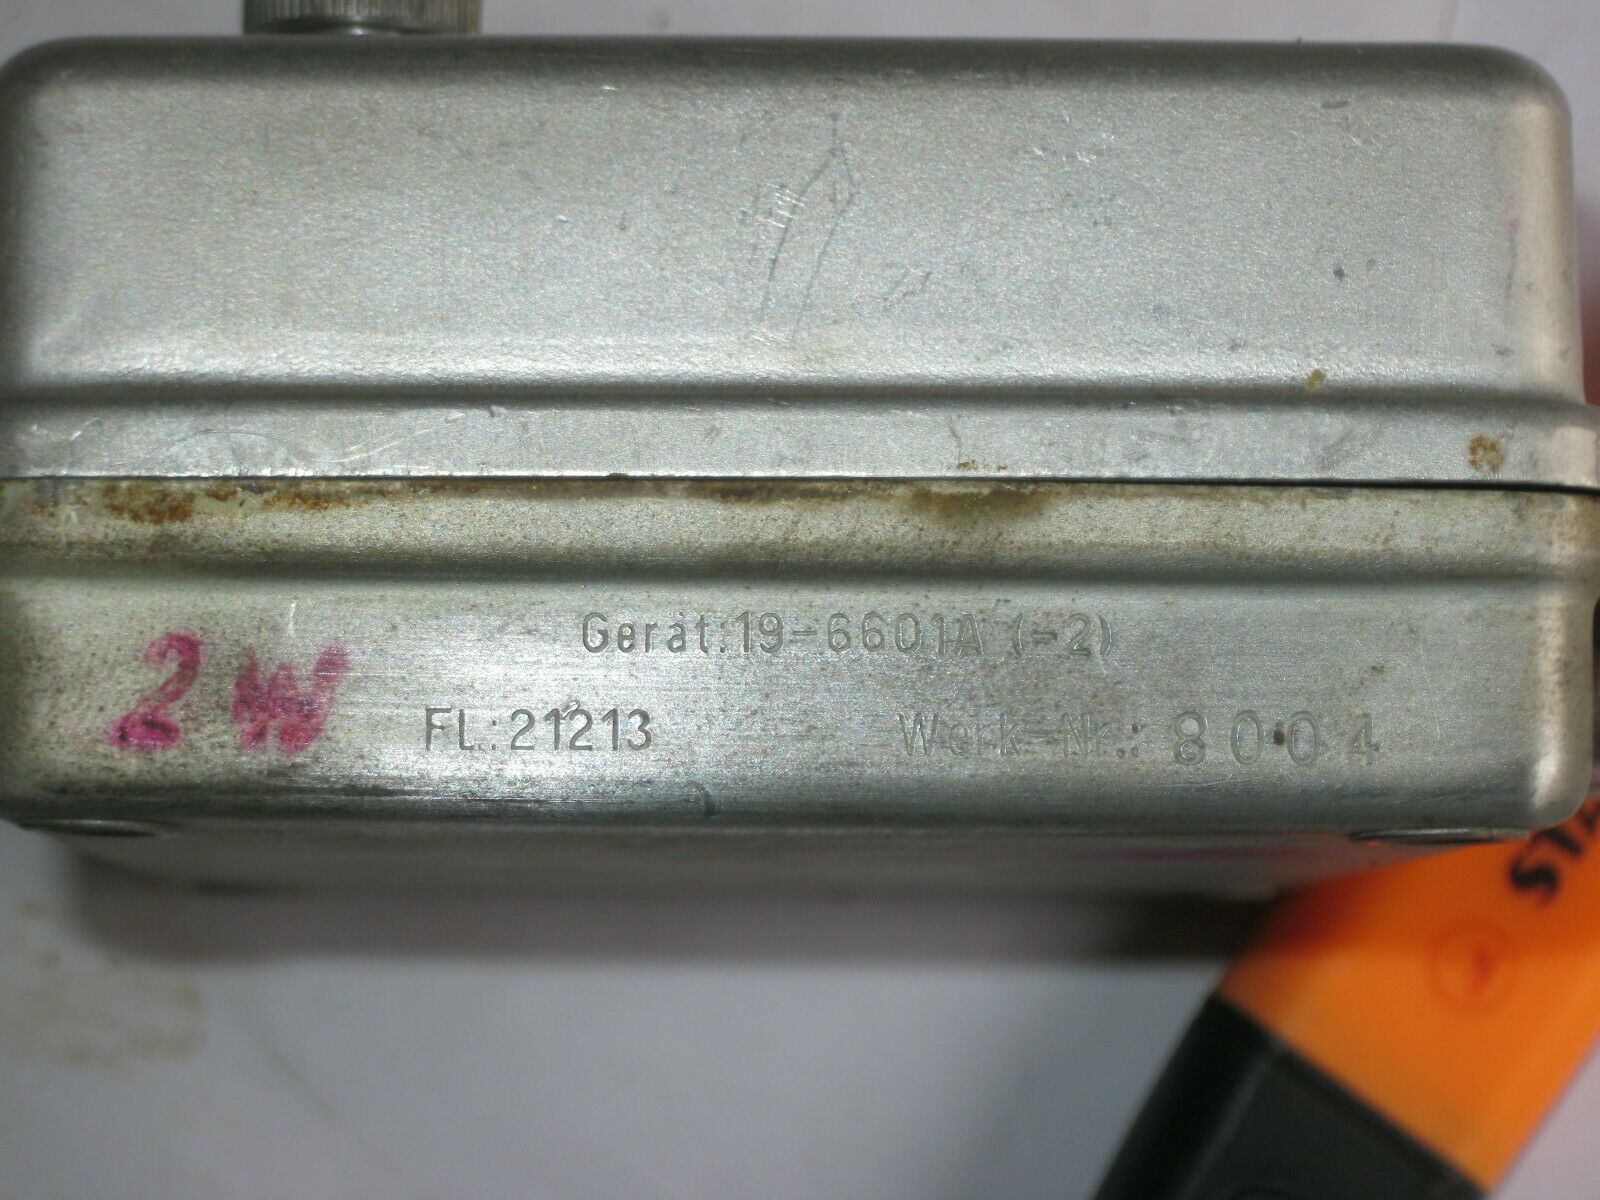 Gerät:19-6601A (-2)
2 W
FL.:21213 Werk-Nr.: 8004